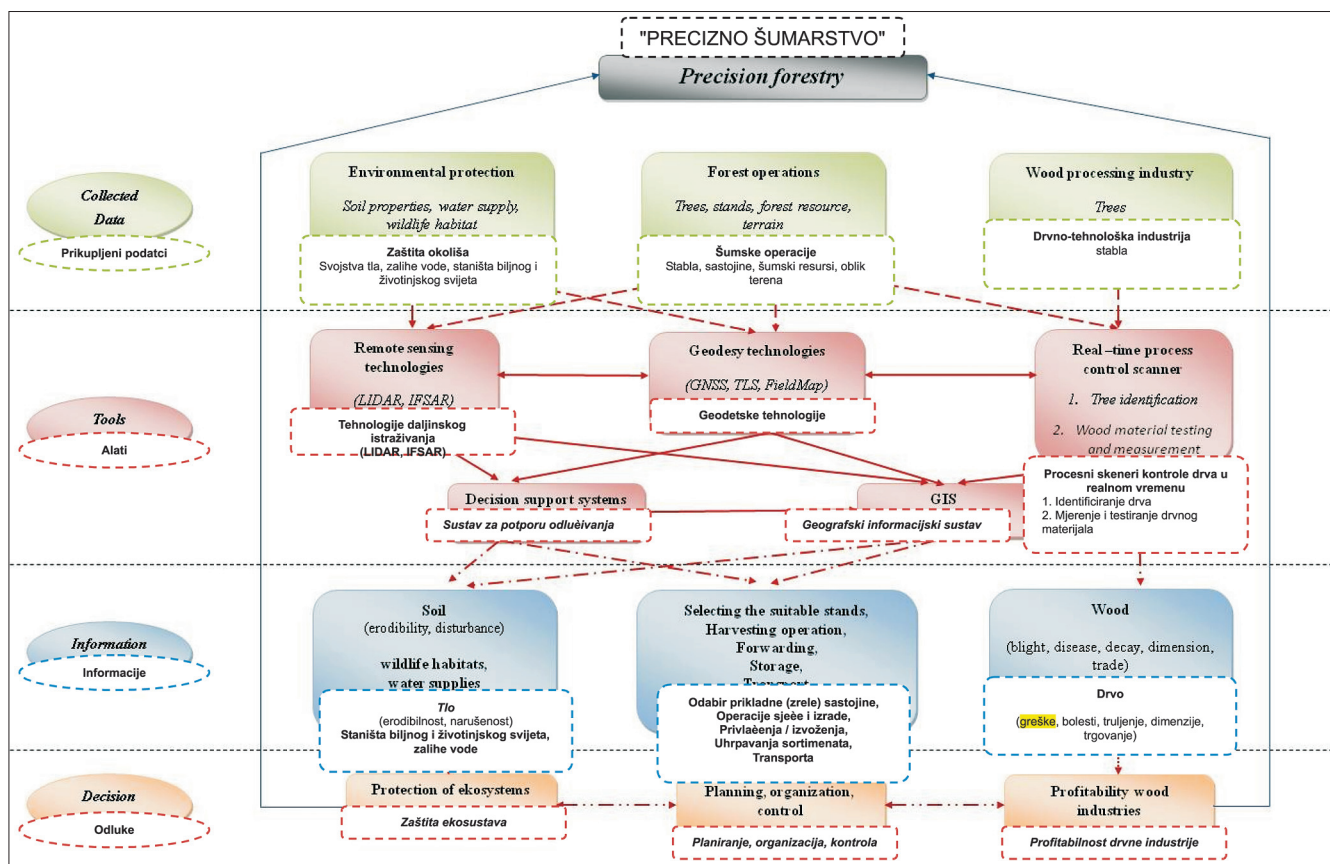 "PRECIZNO ŠUMARSTVO"
Precision forestry
Collected
Data
Prikupljeni podatci
Environmental protection
Soil properties, water supply,
wildlife habitat
Zaštita okoliša
Svojstva tla, zalihe vode, staništa biljnog i
životinjskog svijeta
Forest operations
Trees, stands, forest resource,
terrain
Šumske operacije
Stabla, sastojine, šumski resursi, oblik
terena
Wood processing industry
Trees
Drvno-tehnološka industrija
stabla
Tools
Alati
Remote sensing
technologies
(LIDAR, IFSAR)
Tehnologije daljinskog
istraživanja
(LIDAR, IFSAR)
Geodesy technologies
(GNSS, TLS, FieldMap)
Geodetske tehnologije
Real –time process
control scanner
1. Tree identification
2. Wood material testing
and measurement
Procesni skeneri kontrole drva u
realnom vremenu
1. Identificiranje drva
2. Mjerenje i testiranje drvnog
materijala
Decision support systems
Sustav za potporu odluèivanja
GIS
Geografski informacijski sustav
Information
Informacije
Soil
(erodibility, disturbance)
wildlife habitats,
water supplies
Tlo
(erodibilnost, narušenost)
Staništa biljnog i životinjskog svijeta,
zalihe vode
Selecting the suitable stands,
Harvesting operation,
Forwarding,
Storage,
Transport
Odabir prikladne (zrele) sastojine,
Operacije sjeèe i izrade,
Privlaèenja / izvoženja,
Uhrpavanja sortimenata,
Transporta
Wood
(blight, disease, decay, dimension,
trade)
Drvo
(greške, bolesti, truljenje, dimenzije,
trgovanje)
Decision
Odluke
Protection of ekosystems
Zaštita ekosustava
Planning, organization,
control
Planiranje, organizacija, kontrola
Profitability wood
industries
Profitabilnost drvne industrije